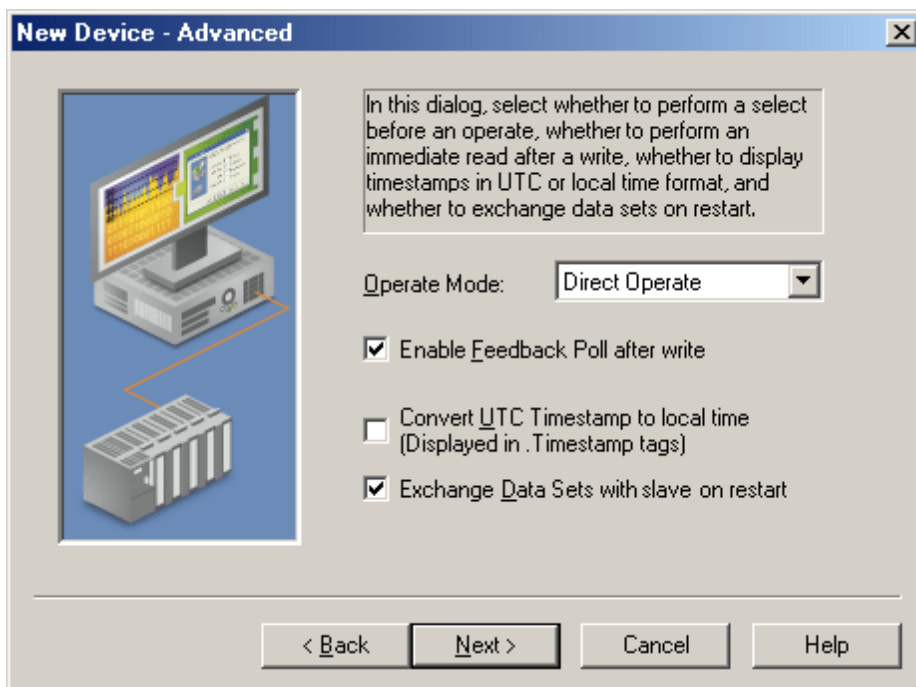 New Device - Advanced
In this dialog, select whether to perform a select
before an operate, whether to perform an
immediate read after a write, whether to display
timestamps in UTC or local time format, and
whether to exchange data sets on restart.
Operate Mode: Direct Operate
Enable Feedback Poll after write
Convert UTC Timestamp to local time
(Displayed in .Timestamp tags)
Exchange Data Sets with slave on restart
< Back Next > Cancel Help